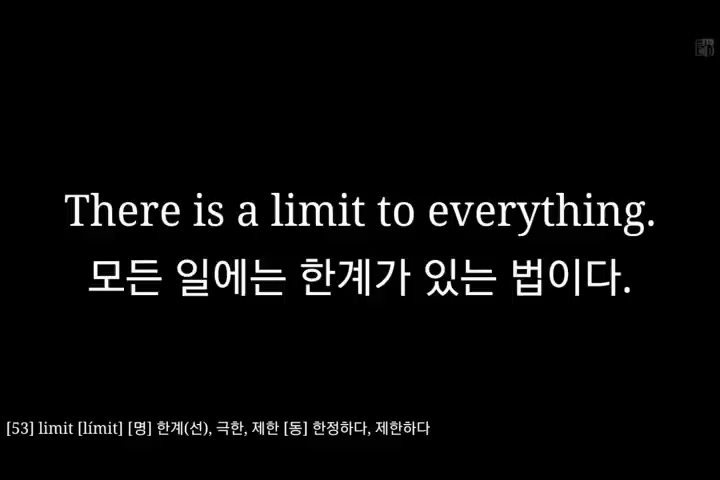 There is a limit to everything.
모든 일에는 한계가 있는 법이다.
[53] limit [límit] [명] 한계(선), 극한, 제한 [동] 한정하다, 제한하다